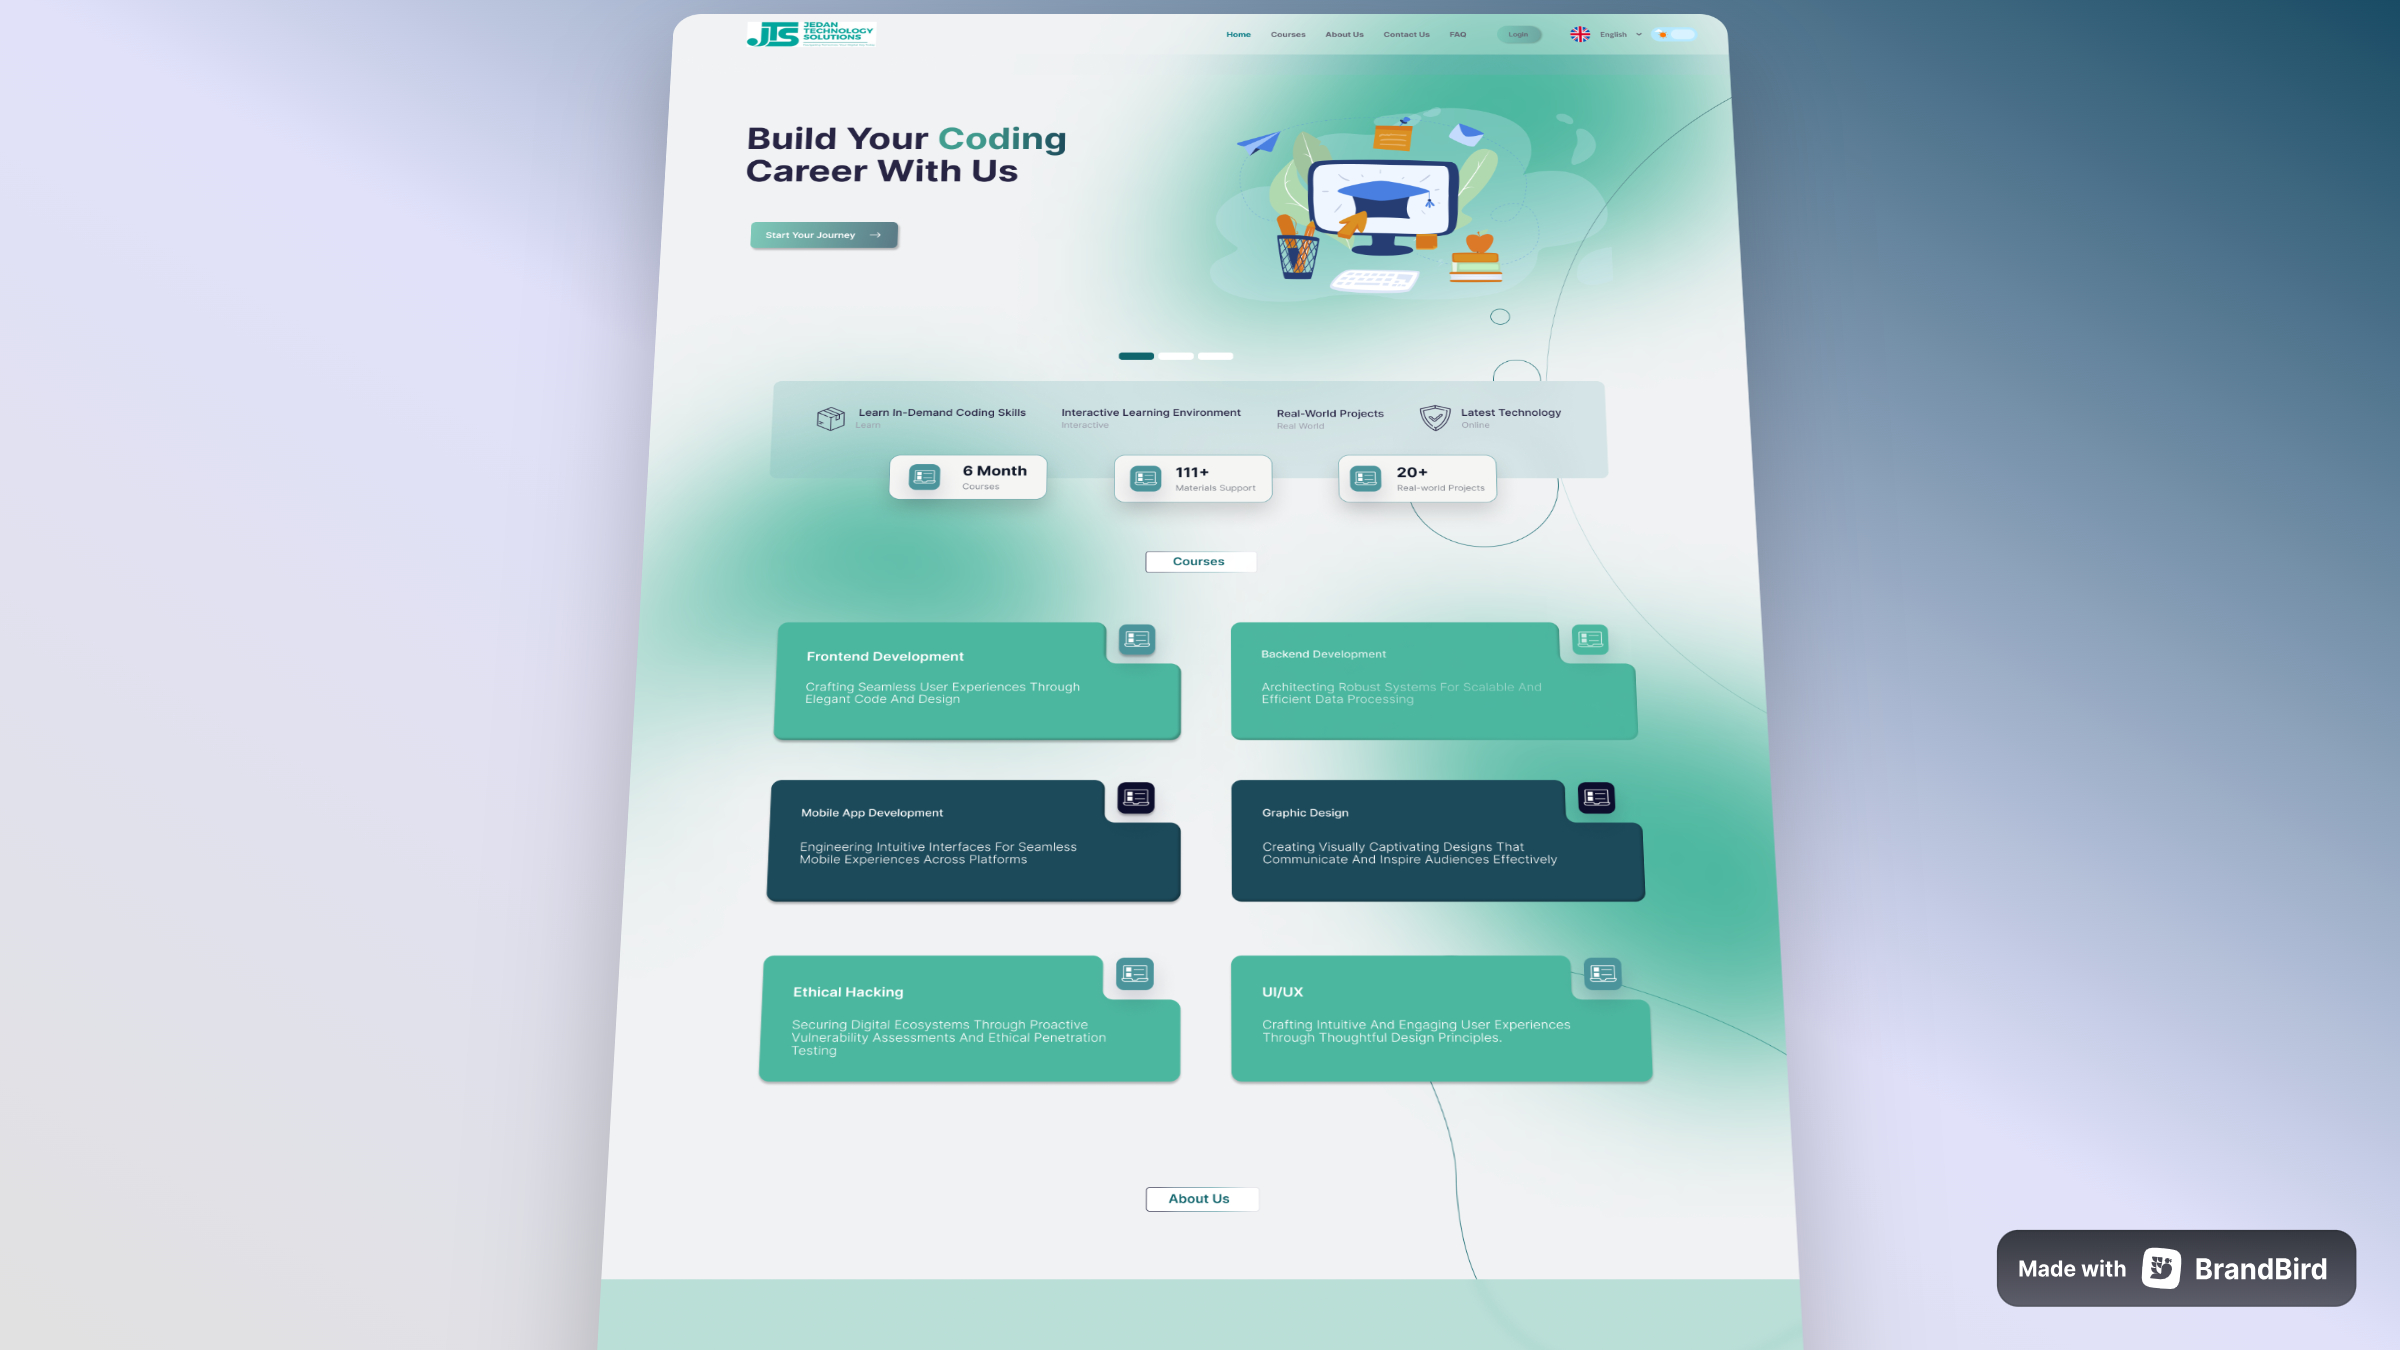 JTS
JEDAN
TECHNOLOGY
SOLUTIONS
Home
Courses
About Us
Contact Us
FAQ
Login
English
Build Your Coding
Career With Us
Start Your Journey
Learn In-Demand Coding Skills
Learn
Interactive Learning Environment
Interactive
Real-World Projects
Real World
Latest Technology
Online
6 Month
Courses
111+
Materials Support
20+
Real-world Projects
Courses
Frontend Development
Crafting Seamless User Experiences Through
Elegant Code And Design
Backend Development
Architecting Robust Systems For Scalable And
Efficient Data Processing
Mobile App Development
Engineering Intuitive Interfaces For Seamless
Mobile Experiences Across Platforms
Graphic Design
Creating Visually Captivating Designs That
Communicate And Inspire Audiences Effectively
Ethical Hacking
Securing Digital Ecosystems Through Proactive
Vulnerability Assessments And Ethical Penetration
Testing
UI/UX
Crafting Intuitive And Engaging User Experiences
Through Thoughtful Design Principles.
About Us
Made with BrandBird